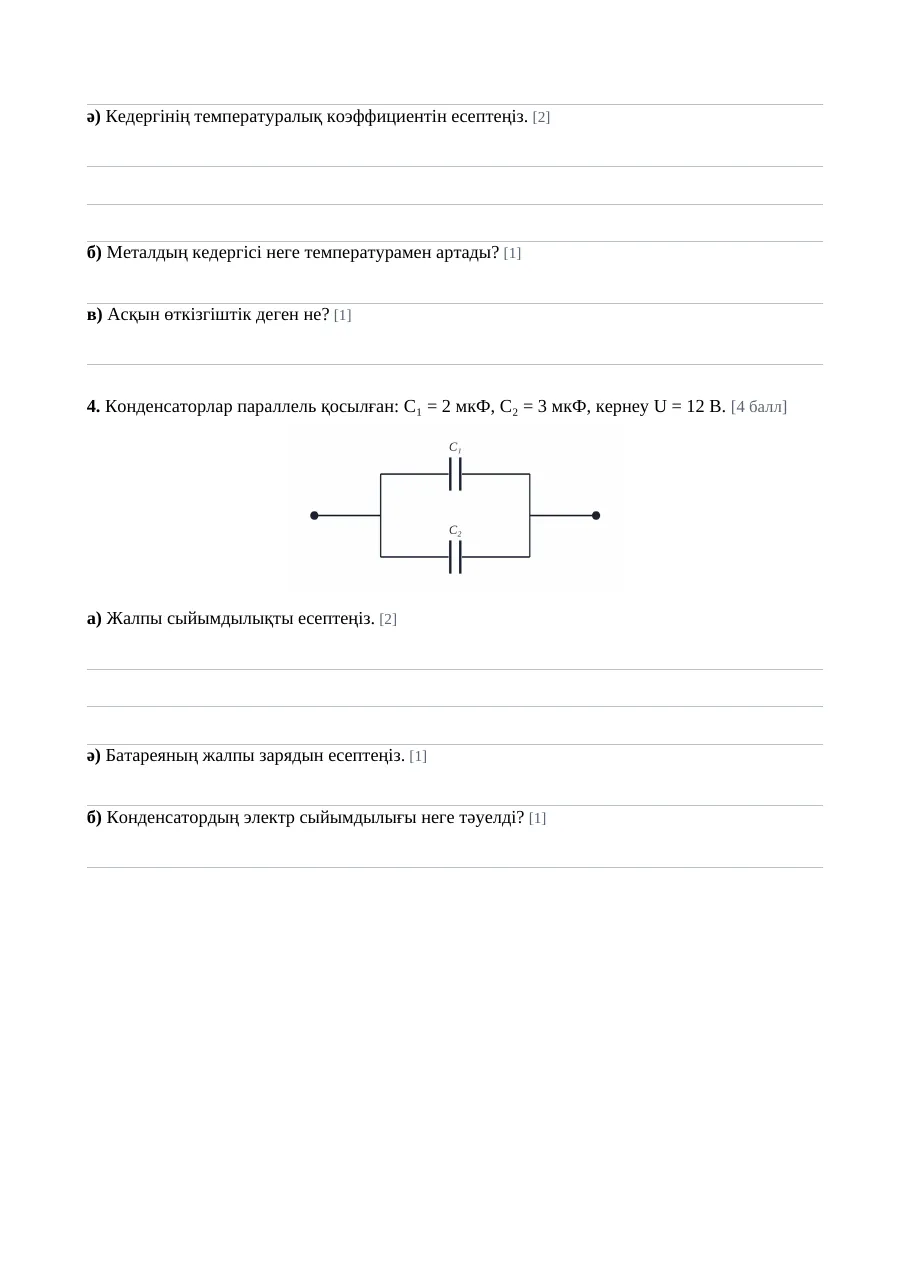 ә) Кедергінің температуралық коэффициентін есептеңіз. [2]
б) Металдың кедергісі неге температурамен артады? [1]
в) Асқын өткізгіштік деген не? [1]
4. Конденсаторлар параллель қосылған: C₁ = 2 мкФ, C₂ = 3 мкФ, кернеу U = 12 В. [4 балл]
C₁
C₂
а) Жалпы сыйымдылықты есептеңіз. [2]
ә) Батареяның жалпы зарядын есептеңіз. [1]
б) Конденсатордың электр сыйымдылығы неге тәуелді? [1]